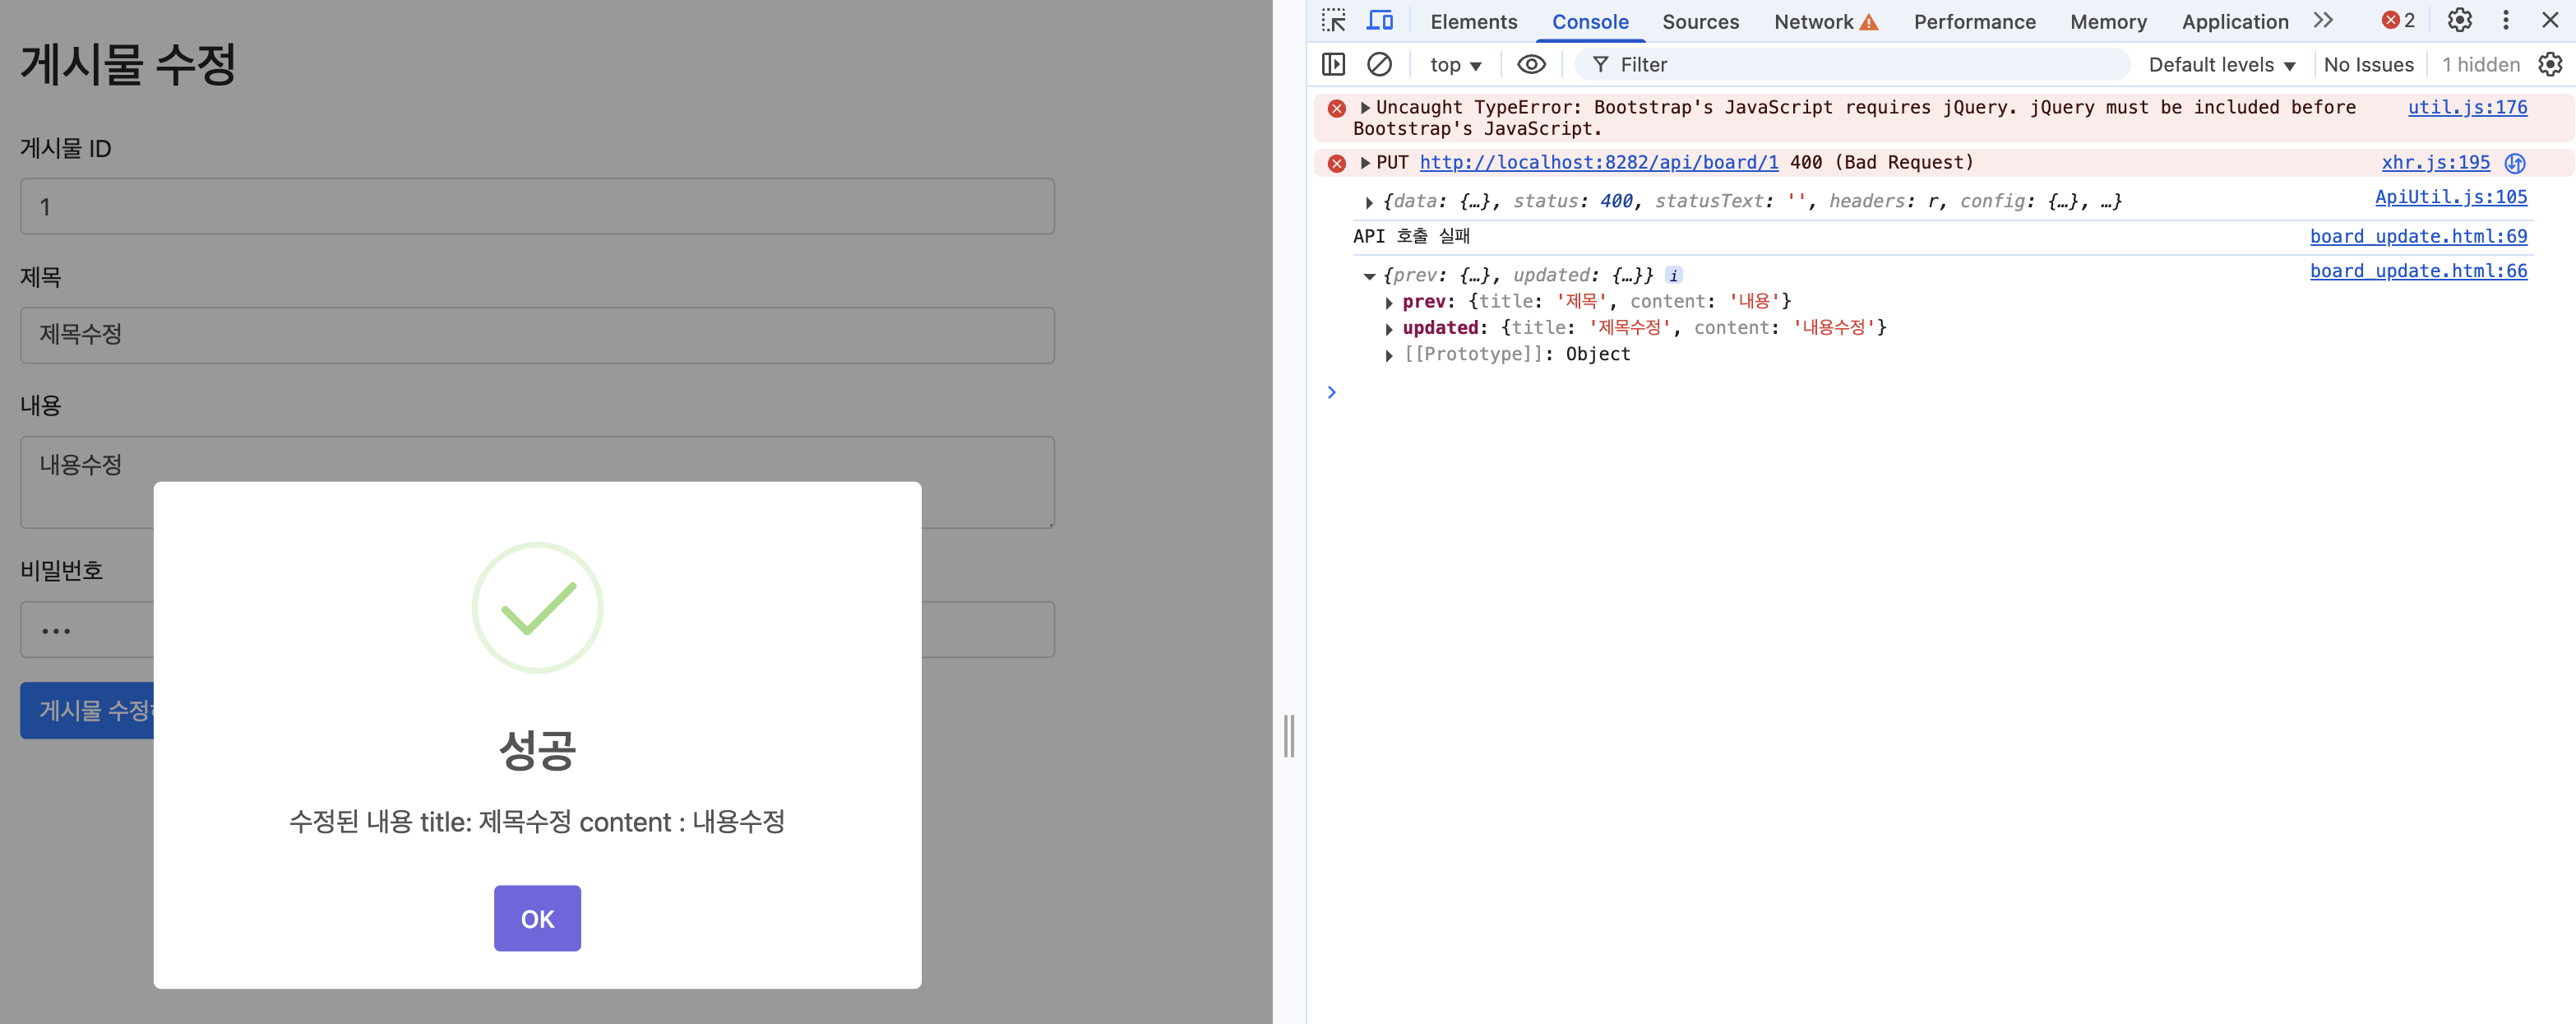 게시물 수정
게시물 ID
1
제목
제목수정
내용
내용수정
비밀번호
•••
게시물 수정
성공
수정된 내용 title: 제목수정 content : 내용수정
OK
Elements Console Sources Network Performance Memory Application 2
top Filter Default levels No Issues 1 hidden
Uncaught TypeError: Bootstrap's JavaScript requires jQuery. jQuery must be included before util.js:176
Bootstrap's JavaScript.
PUT http://localhost:8282/api/board/1 400 (Bad Request) xhr.js:195
{data: {…}, status: 400, statusText: '', headers: r, config: {…}, …} ApiUtil.js:105
API 호출 실패 board_update.html:69
{prev: {…}, updated: {…}} i board_update.html:66
prev: {title: '제목', content: '내용'}
updated: {title: '제목수정', content: '내용수정'}
[[Prototype]]: Object